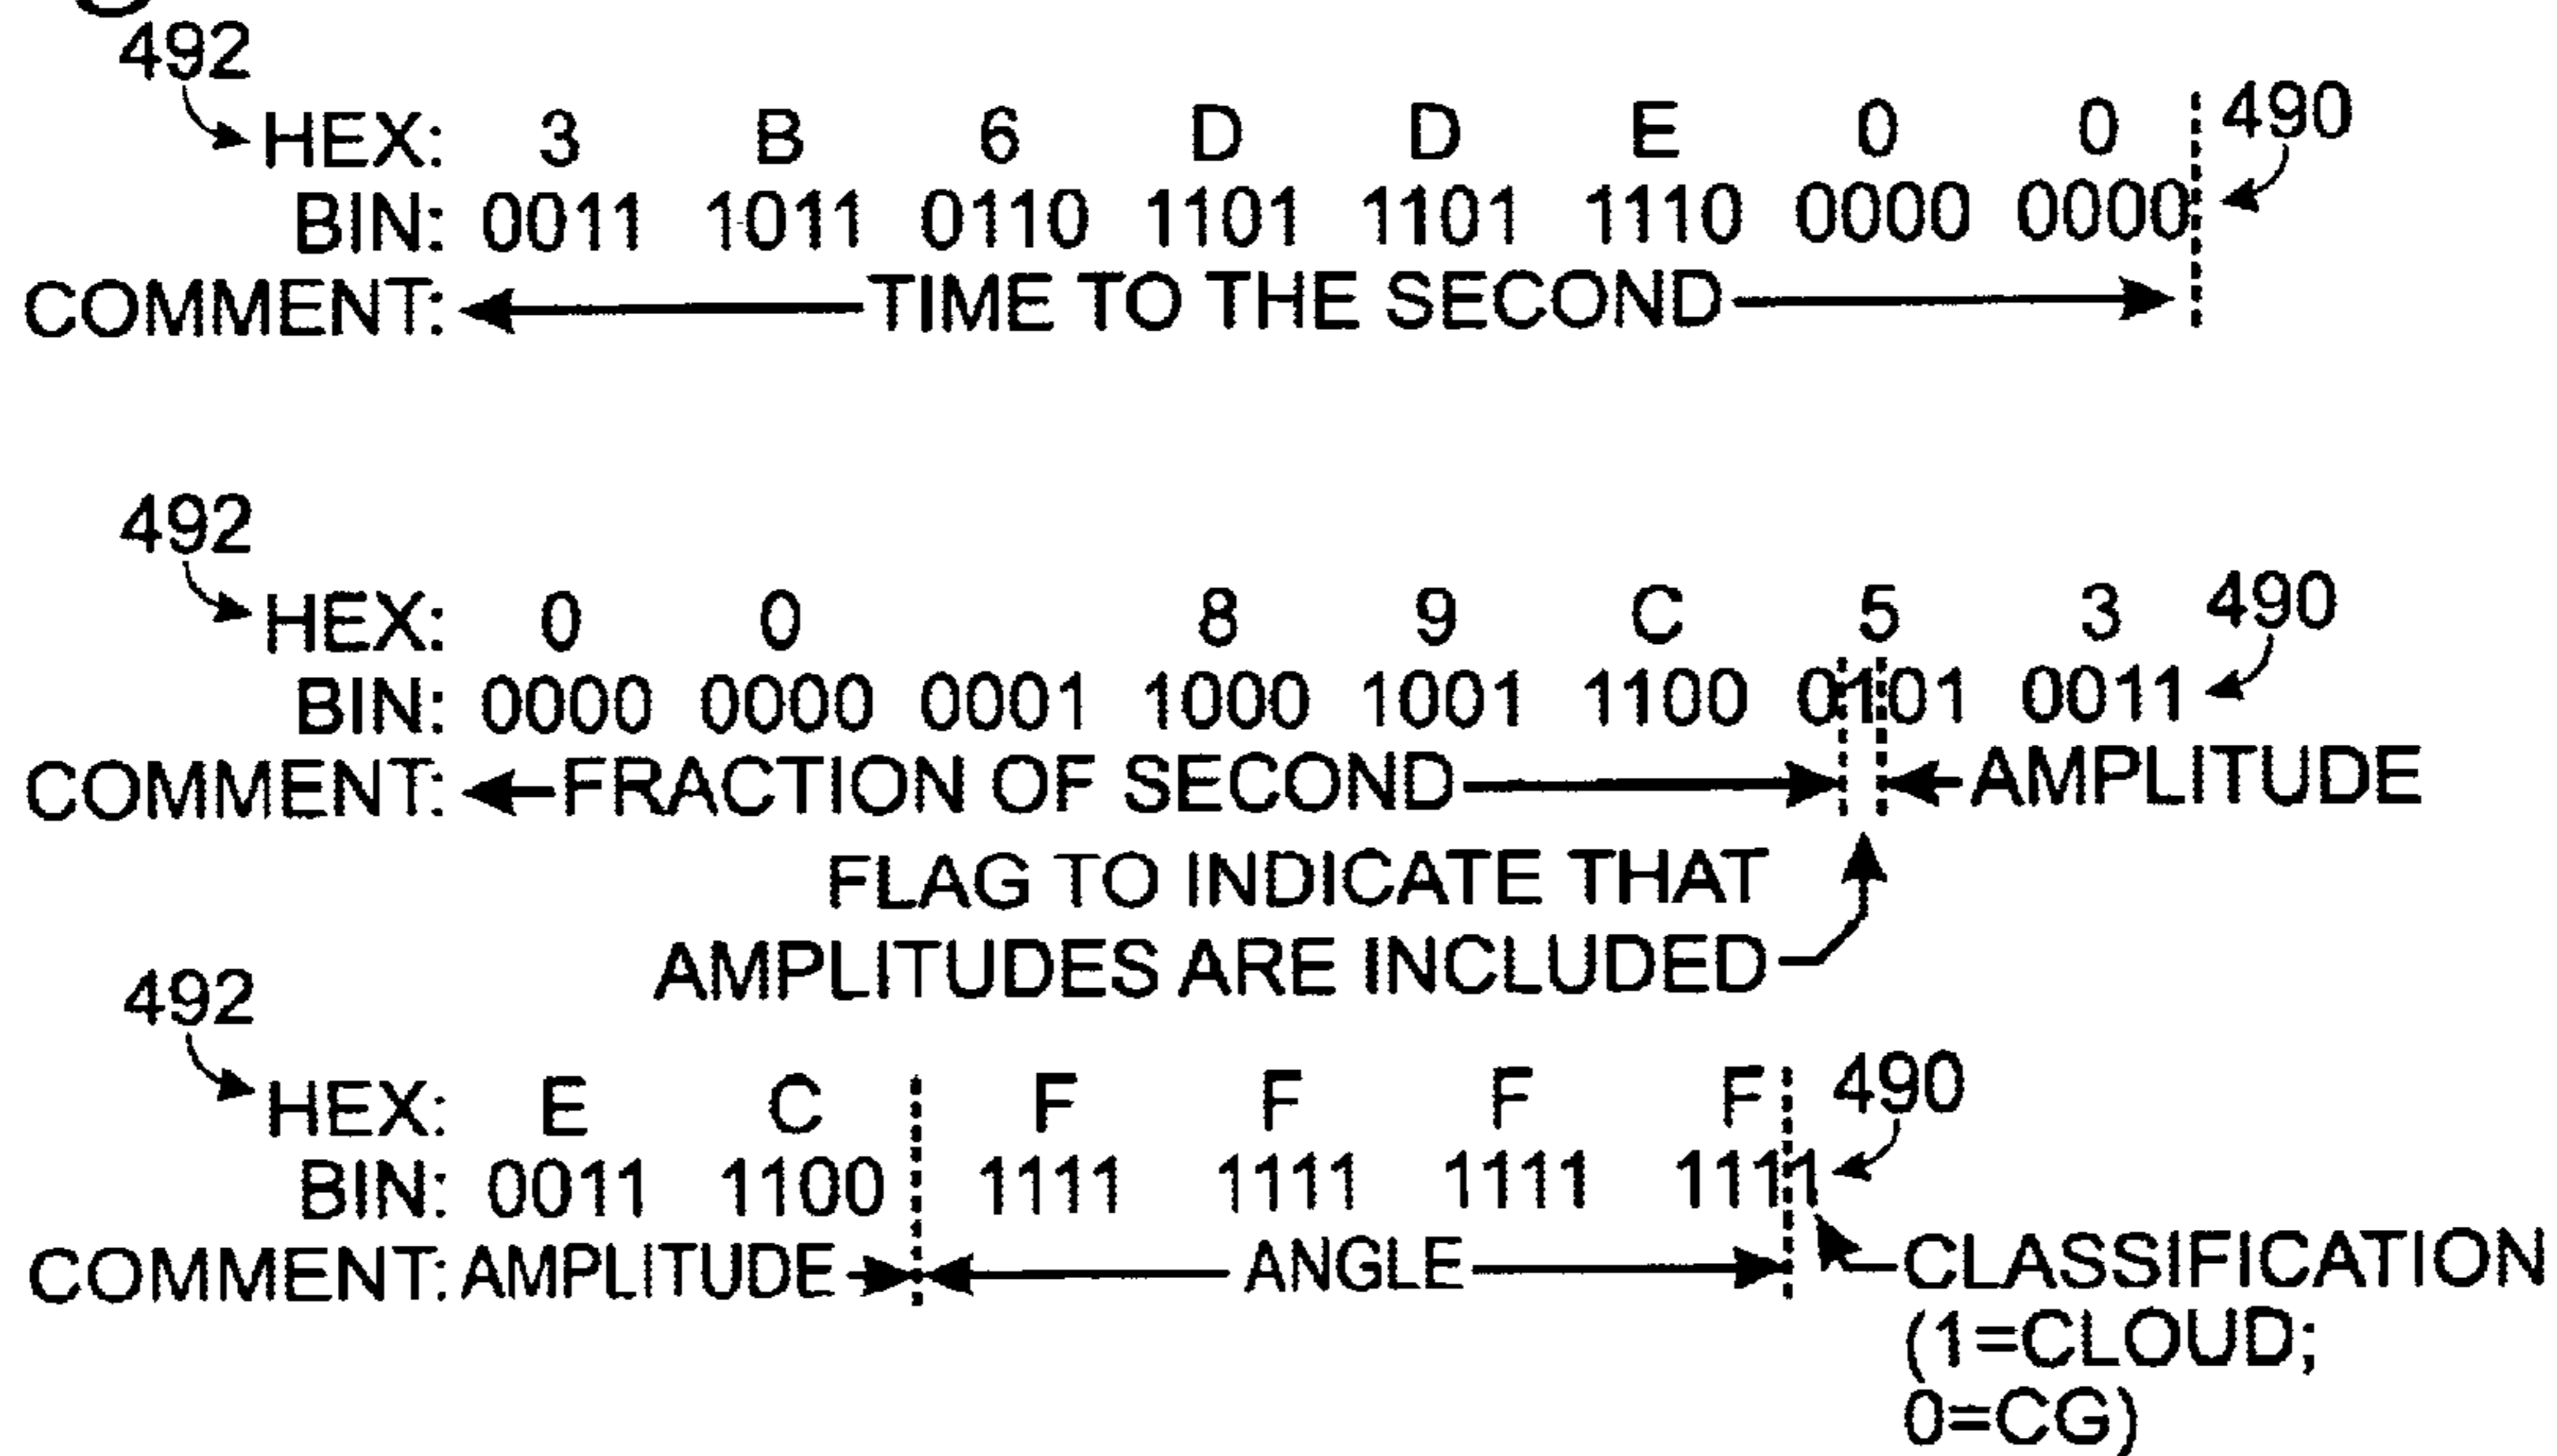 492
HEX: 3 B 6 D D E 0 0 490
BIN: 0011 1011 0110 1101 1101 1110 0000 0000
COMMENT: TIME TO THE SECOND
492
HEX: 0 0 8 9 C 5 3 490
BIN: 0000 0000 0001 1000 1001 1100 0101 0011
COMMENT: FRACTION OF SECOND AMPLITUDE
FLAG TO INDICATE THAT
AMPLITUDES ARE INCLUDED
492
HEX: E C F F F F 490
BIN: 0011 1100 1111 1111 1111 1111
COMMENT: AMPLITUDE ANGLE CLASSIFICATION
(1=CLOUD;
0=CG)